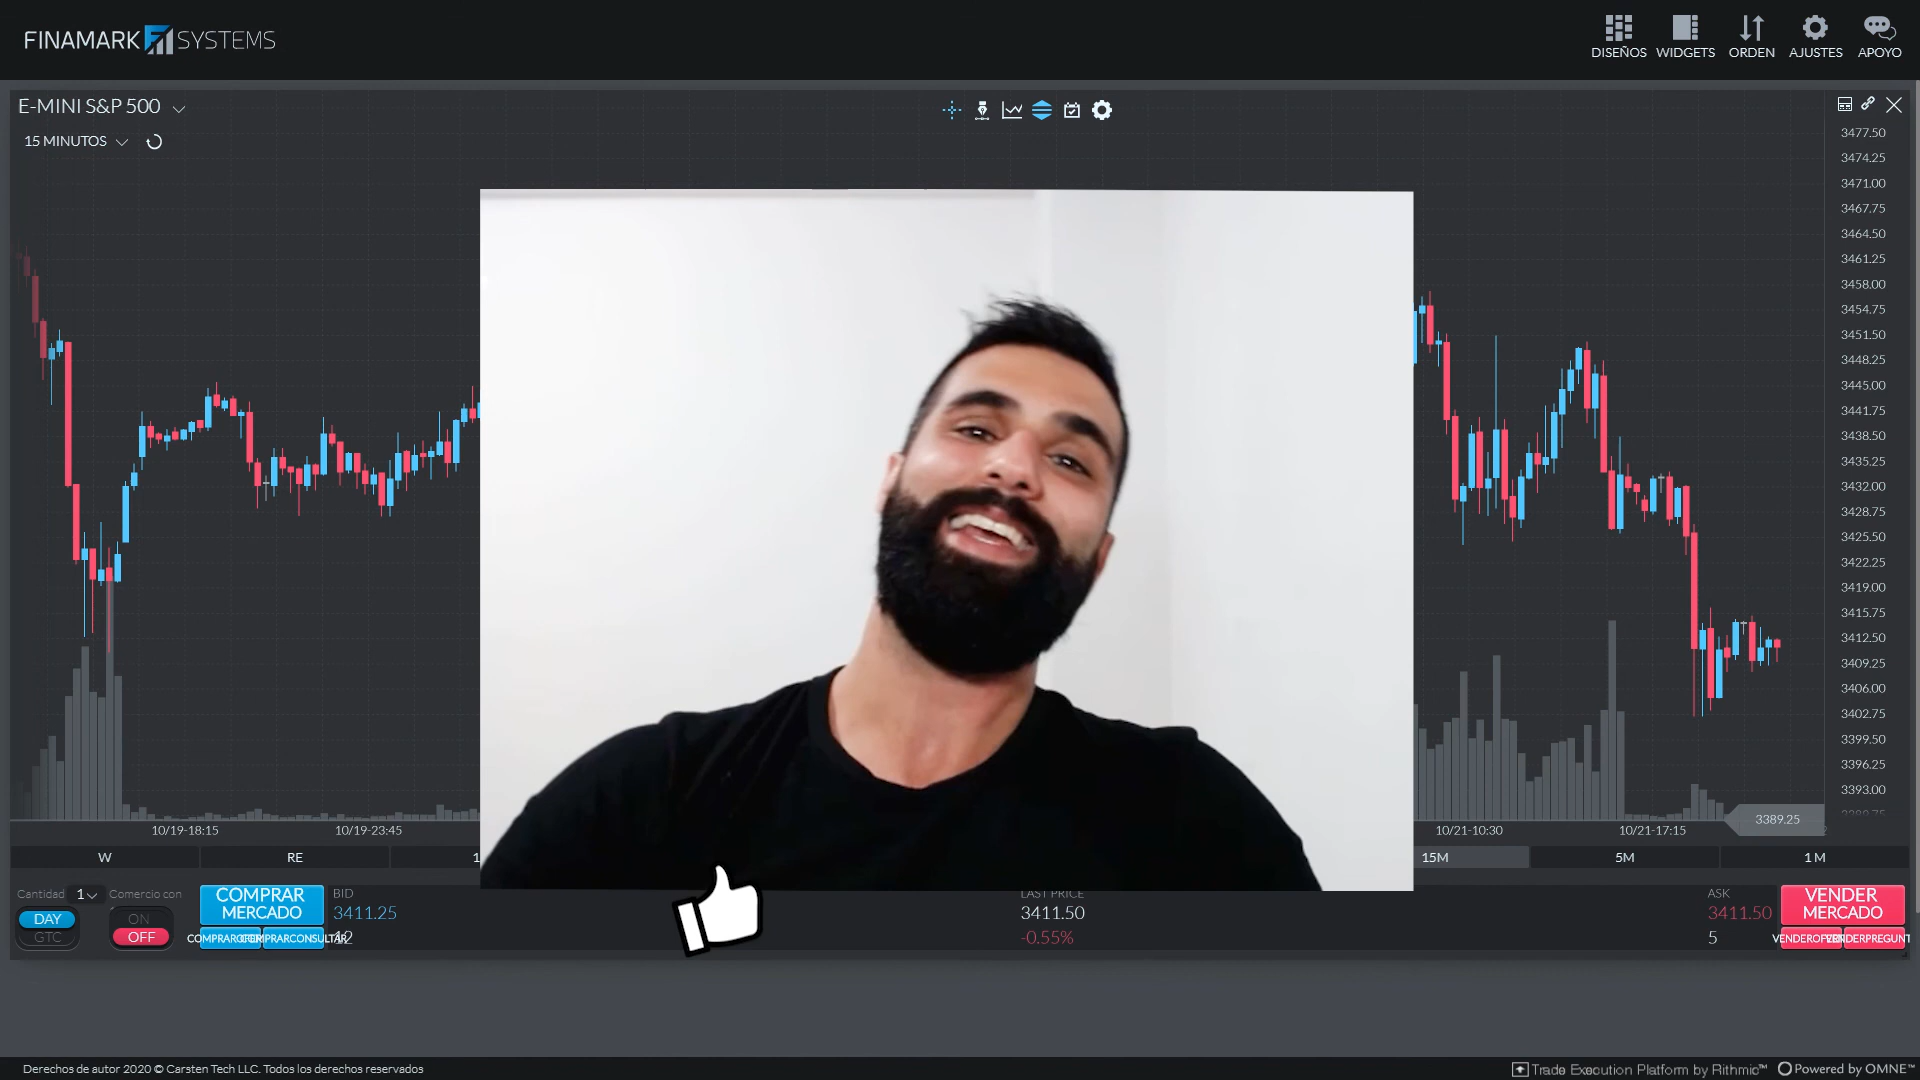 FINAMARK SYSTEMS
DISEÑOS WIDGETS ORDEN AJUSTES APOYO
E-MINI S&P 500
15 MINUTOS
3477.50
3474.25
3471.00
3467.75
3464.50
3461.25
3458.00
3454.75
3451.50
3448.25
3445.00
3441.75
3438.50
3435.25
3432.00
3428.75
3425.50
3422.25
3419.00
3415.75
3412.50
3409.25
3406.00
3402.75
3399.50
3396.25
3393.00
3389.25
10/19-18:15 10/19-23:45 10/21-10:30 10/21-17:15
W RE 1 15M 5M 1 M
Cantidad 1 Comercio con
DAY
GTC
ON
OFF
COMPRAR
MERCADO
BID
3411.25
12
LAST PRICE
3411.50
-0.55%
ASK
3411.50
5
VENDER
MERCADO
Derechos de autor 2020 © Carsten Tech LLC. Todos los derechos reservados
Trade Execution Platform by Rithmic™ Powered by OMNE™